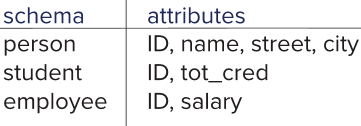 schema attributes
person ID, name, street, city
student ID, tot_cred
employee ID, salary